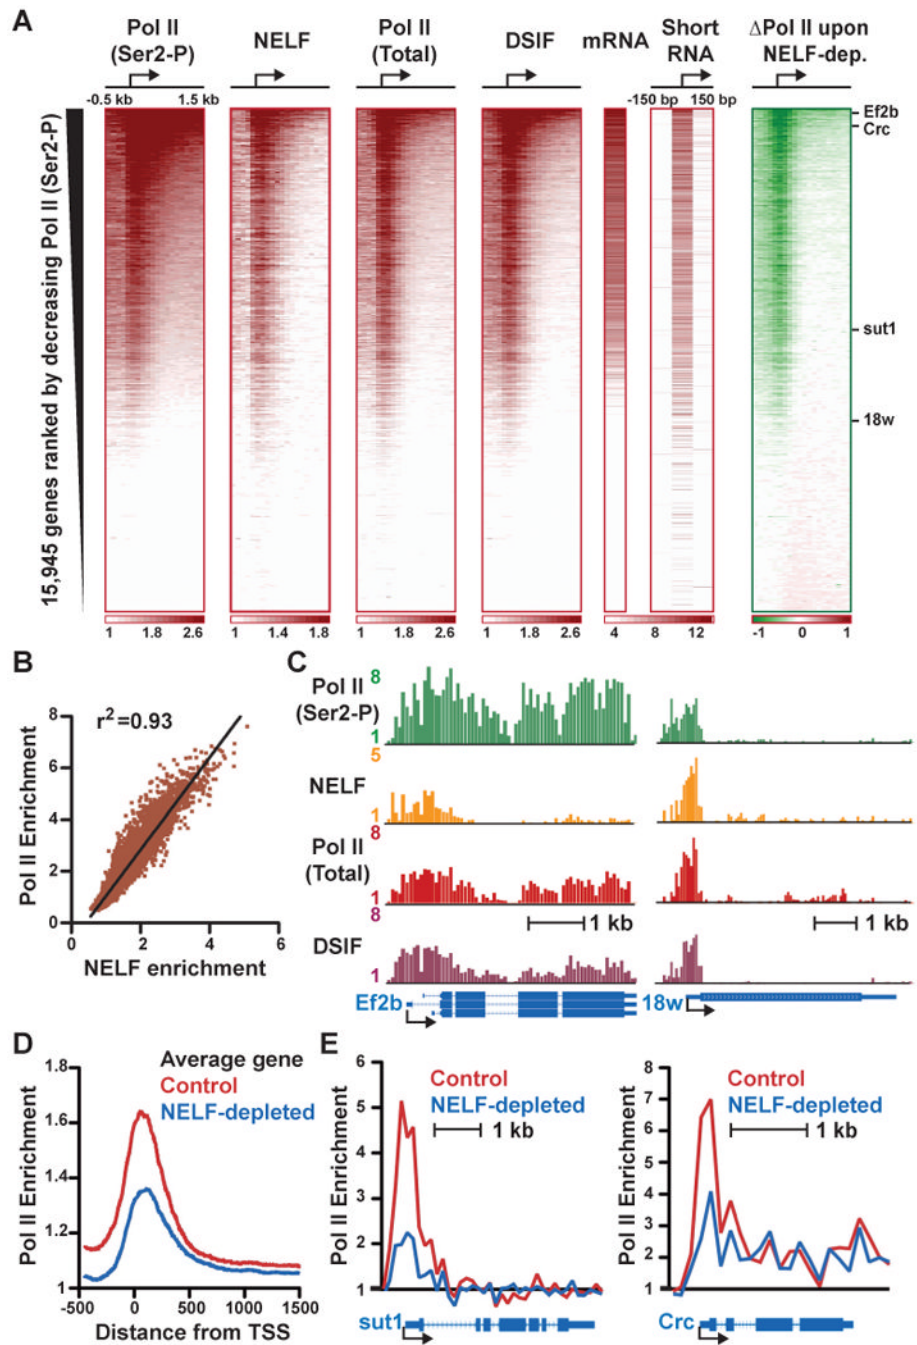 A
Pol II
(Ser2-P)
NELF
Pol II
(Total)
DSIF
mRNA
Short
RNA
ΔPol II upon
NELF-dep.
-0.5 kb 1.5 kb
-150 bp 150 bp
15,945 genes ranked by decreasing Pol II (Ser2-P)
Ef2b
Crc
sut1
18w
1 1.8 2.6
1 1.4 1.8
1 1.8 2.6
1 1.8 2.6
4 8 12
-1 0 1
B
r2=0.93
Pol II Enrichment
8
6
4
2
0
0 2 4 6
NELF enrichment
C
Pol II
(Ser2-P)
8
1
NELF
5
1
Pol II
(Total)
8
1
1 kb
1 kb
DSIF
8
1
Ef2b
18w
D
Average gene
Control
NELF-depleted
Pol II Enrichment
1.8
1.6
1.4
1.2
1
-500 0 500 1000 1500
Distance from TSS
E
Pol II Enrichment
6
5
4
3
2
1
Control
NELF-depleted
1 kb
sut1
Pol II Enrichment
8
7
6
5
4
3
2
1
Control
NELF-depleted
1 kb
Crc